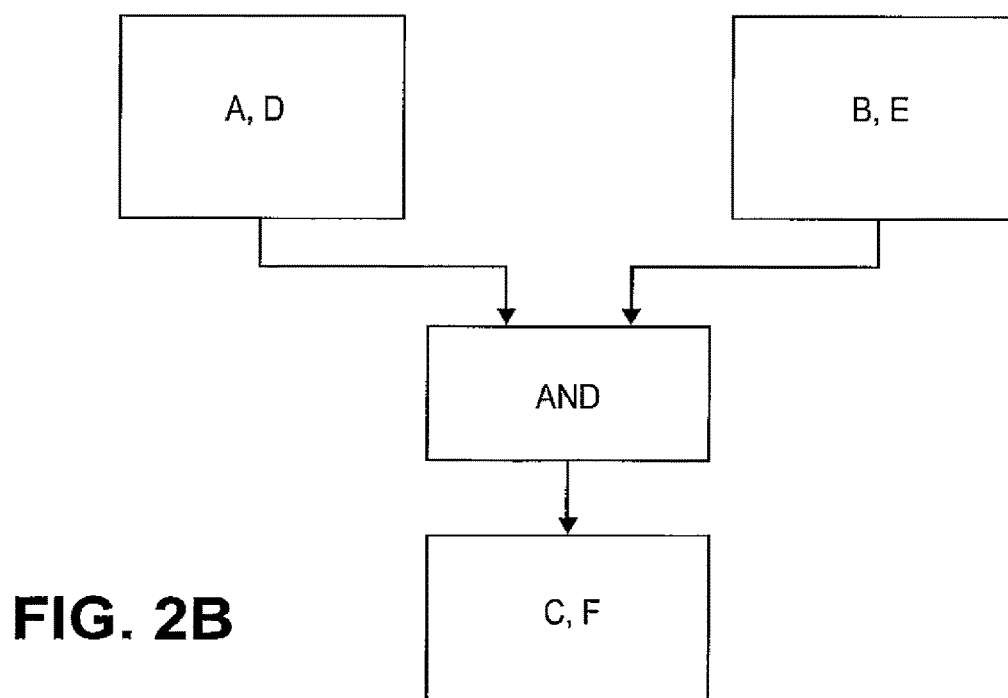 A, D
B, E
AND
C, F
FIG. 2B